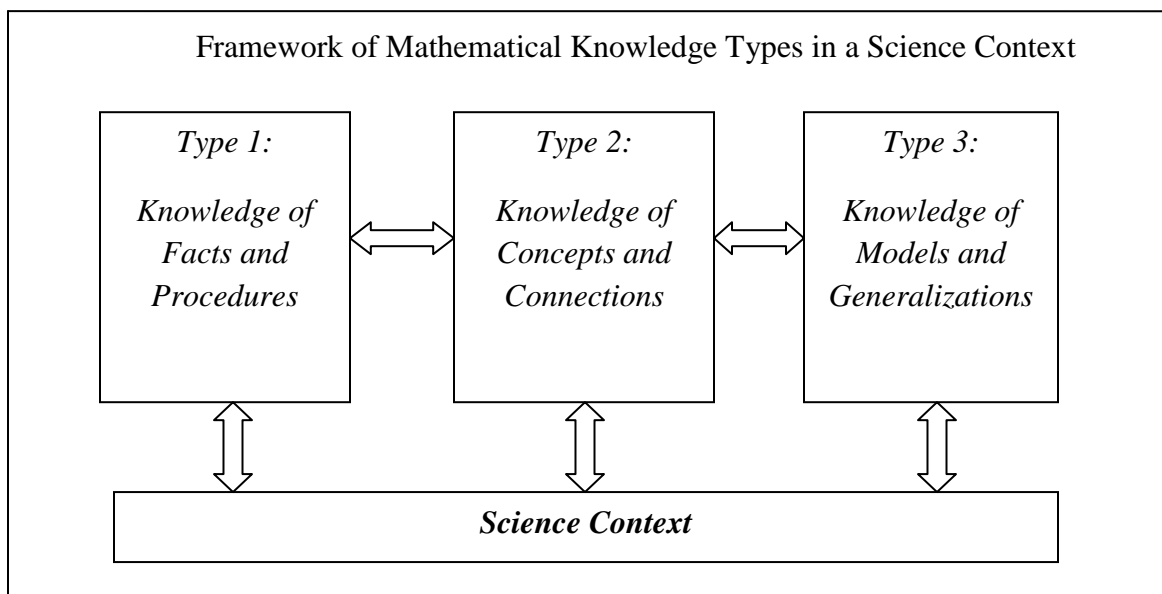 Framework of Mathematical Knowledge Types in a Science Context
Type 1:
Knowledge of
Facts and
Procedures
Type 2:
Knowledge of
Concepts and
Connections
Type 3:
Knowledge of
Models and
Generalizations
Science Context